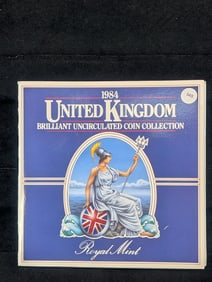 1984
UNITED KINGDOM
BRILLIANT UNCIRCULATED COIN COLLECTION
Royal Mint